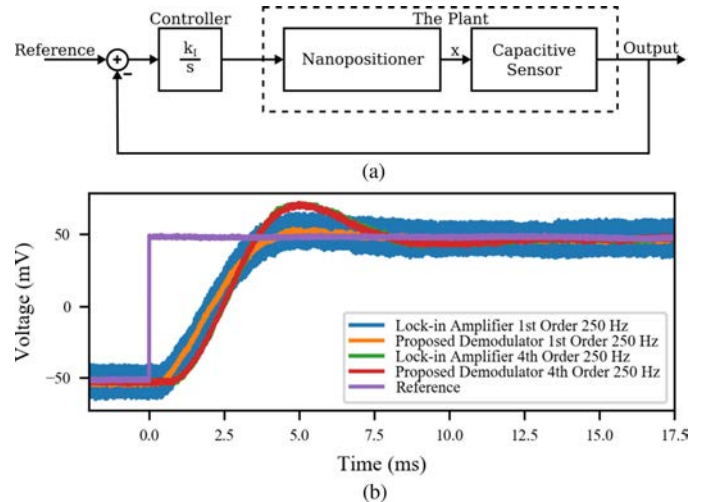 Controller
The Plant
Reference
+
−
k_I
s
Nanopositioner
x
Capacitive
Sensor
Output
(a)
Voltage (mV)
50
0
−50
Lock-in Amplifier 1st Order 250 Hz
Proposed Demodulator 1st Order 250 Hz
Lock-in Amplifier 4th Order 250 Hz
Proposed Demodulator 4th Order 250 Hz
Reference
0.0 2.5 5.0 7.5 10.0 12.5 15.0 17.5
Time (ms)
(b)